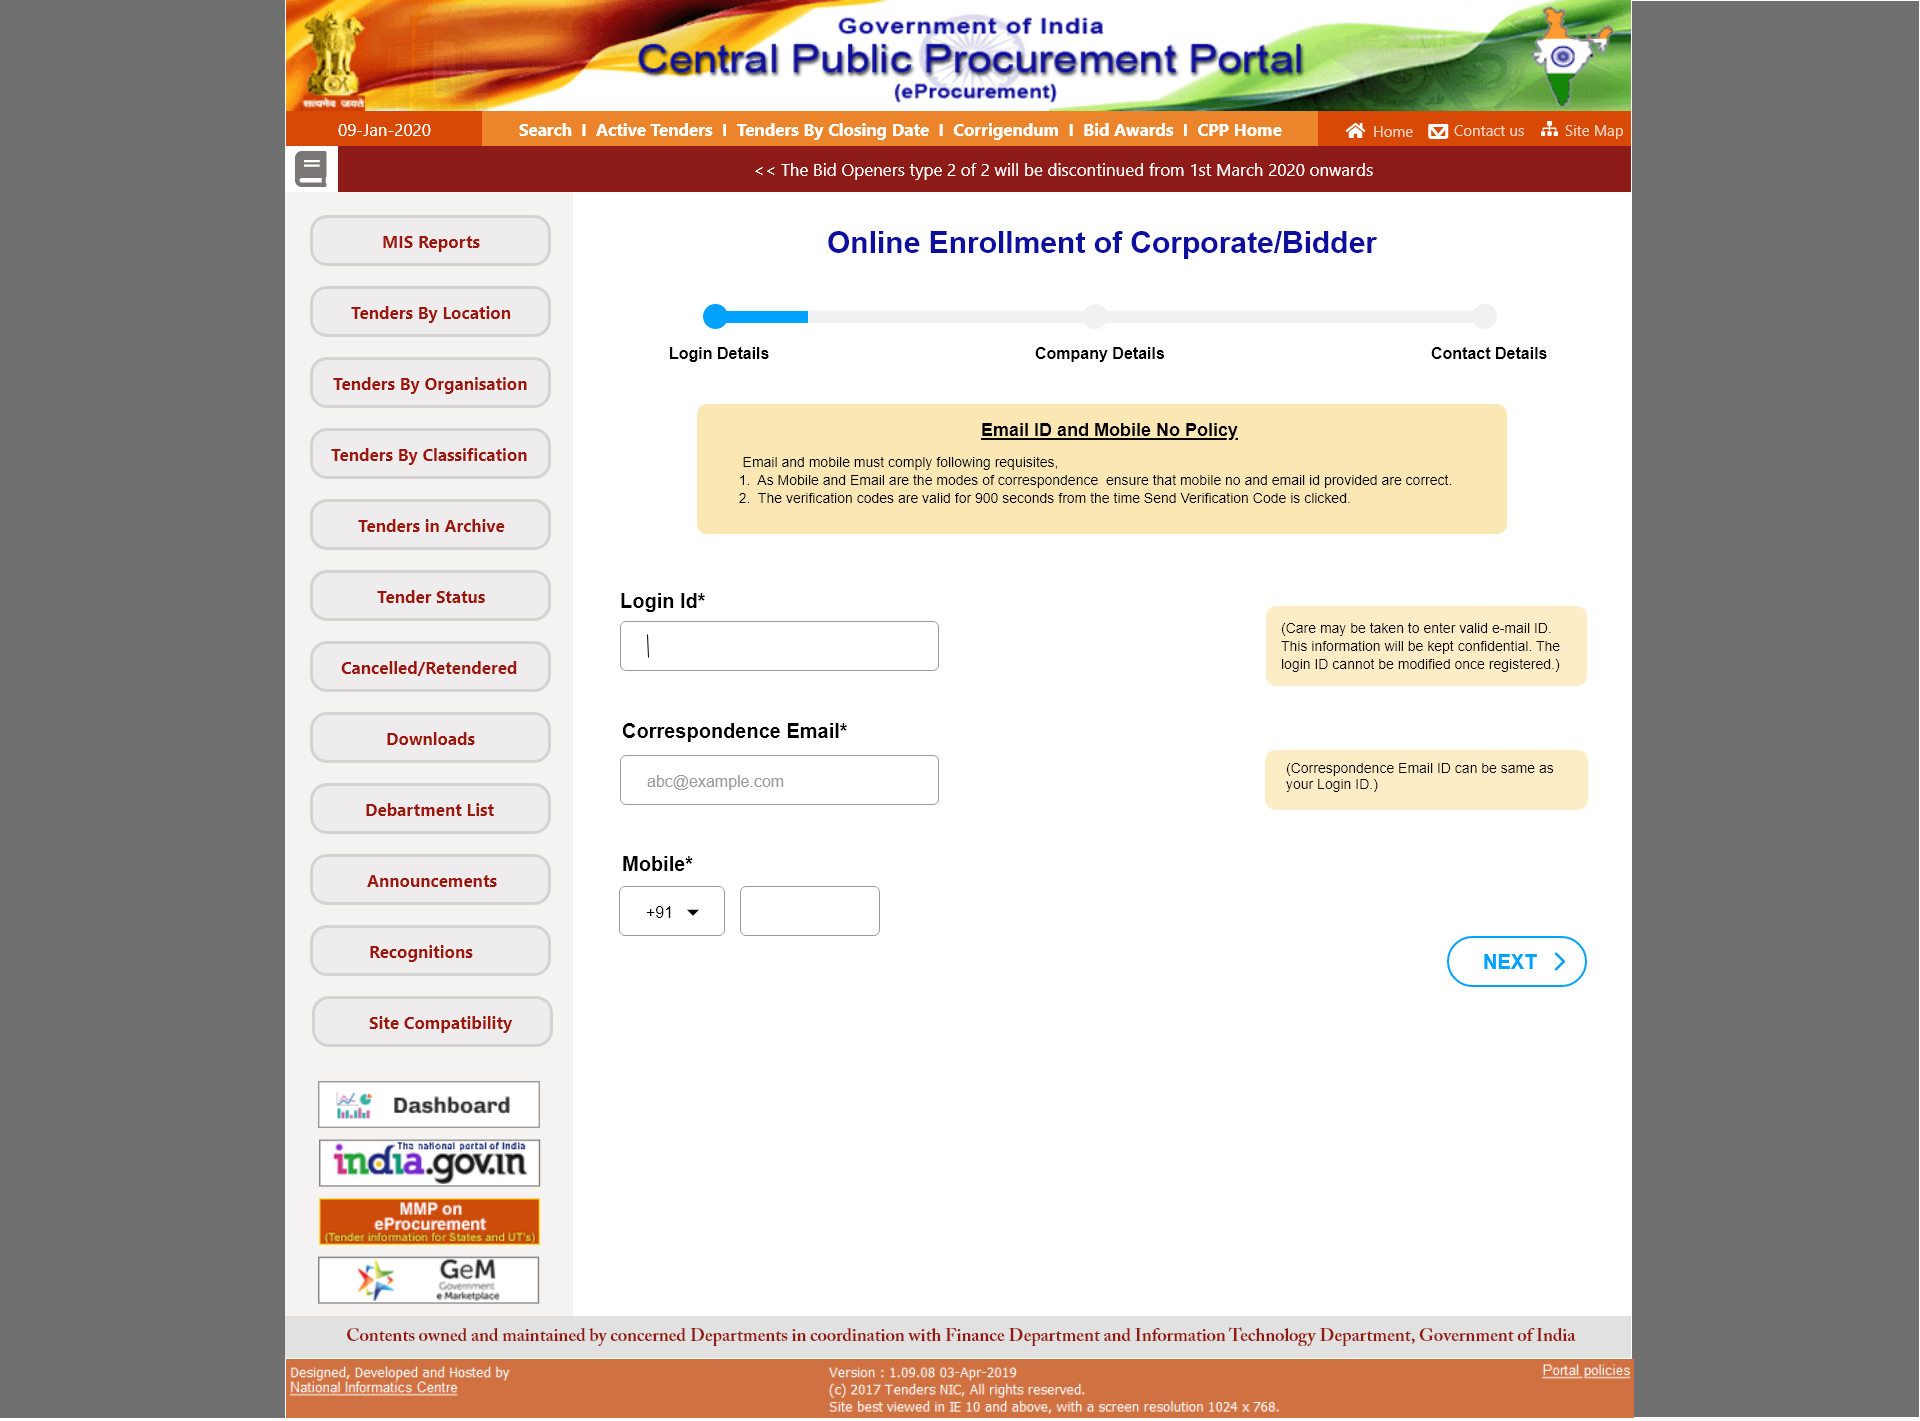 Government of India
Central Public Procurement Portal
(eProcurement)
सत्यमेव जयते
09-Jan-2020
Search | Active Tenders | Tenders By Closing Date | Corrigendum | Bid Awards | CPP Home
Home Contact us Site Map
<< The Bid Openers type 2 of 2 will be discontinued from 1st March 2020 onwards
MIS Reports
Tenders By Location
Tenders By Organisation
Tenders By Classification
Tenders in Archive
Tender Status
Cancelled/Retendered
Downloads
Debartment List
Announcements
Recognitions
Site Compatibility
Dashboard
The national portal of India
india.gov.in
MMP on
eProcurement
(Tender information for States and UT's)
GeM
Government
e Marketplace
Online Enrollment of Corporate/Bidder
Login Details Company Details Contact Details
Email ID and Mobile No Policy
Email and mobile must comply following requisites,
1. As Mobile and Email are the modes of correspondence ensure that mobile no and email id provided are correct.
2. The verification codes are valid for 900 seconds from the time Send Verification Code is clicked.
Login Id*
(Care may be taken to enter valid e-mail ID.
This information will be kept confidential. The
login ID cannot be modified once registered.)
Correspondence Email*
abc@example.com
(Correspondence Email ID can be same as
your Login ID.)
Mobile*
+91
NEXT
Contents owned and maintained by concerned Departments in coordination with Finance Department and Information Technology Department, Government of India
Designed, Developed and Hosted by
National Informatics Centre
Version : 1.09.08 03-Apr-2019
(c) 2017 Tenders NIC, All rights reserved.
Site best viewed in IE 10 and above, with a screen resolution 1024 x 768.
Portal policies